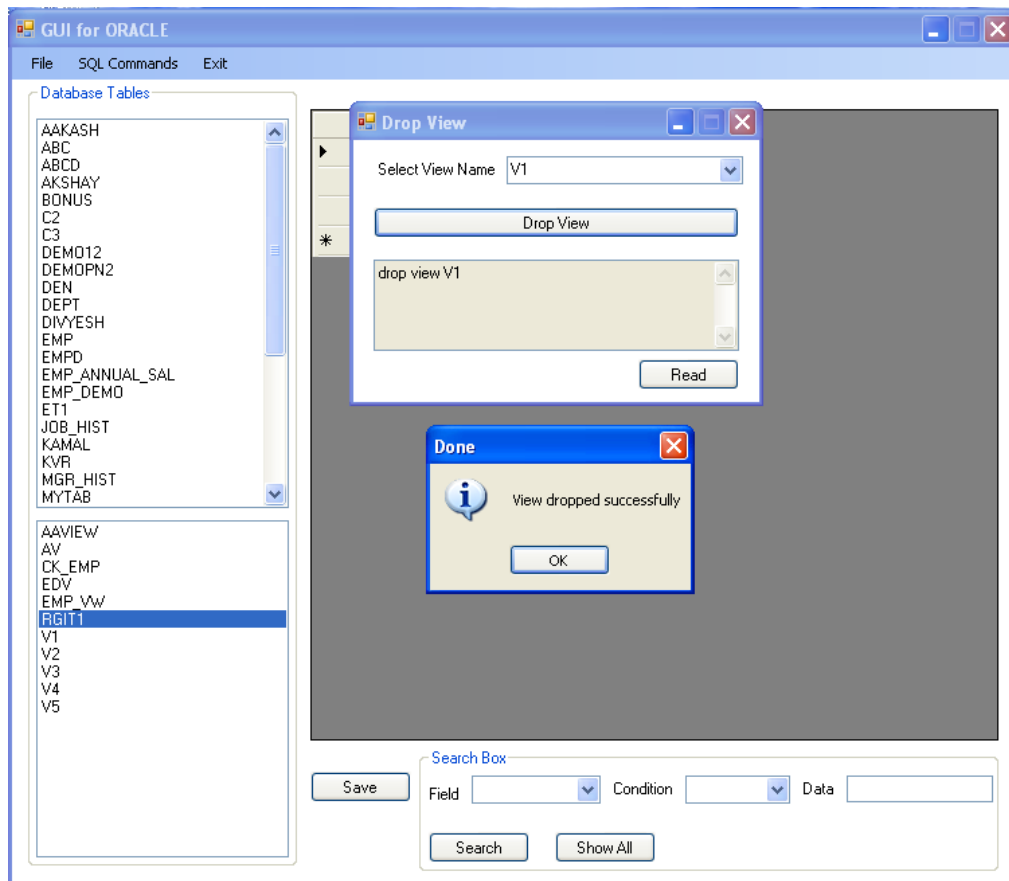 GUI for ORACLE
File SQL Commands Exit
Database Tables
AAKASH
ABC
ABCD
AKSHAY
BONUS
C2
C3
DEMO12
DEMOPN2
DEN
DEPT
DIVYESH
EMP
EMPD
EMP_ANNUAL_SAL
EMP_DEMO
ET1
JOB_HIST
KAMAL
KVR
MGR_HIST
MYTAB
AAVIEW
AV
CK_EMP
EDV
EMP_VW
RGIT1
V1
V2
V3
V4
V5
Drop View
Select View Name V1
Drop View
drop view V1
Read
Done
View dropped successfully
OK
Save
Search Box
Field Condition Data
Search Show All